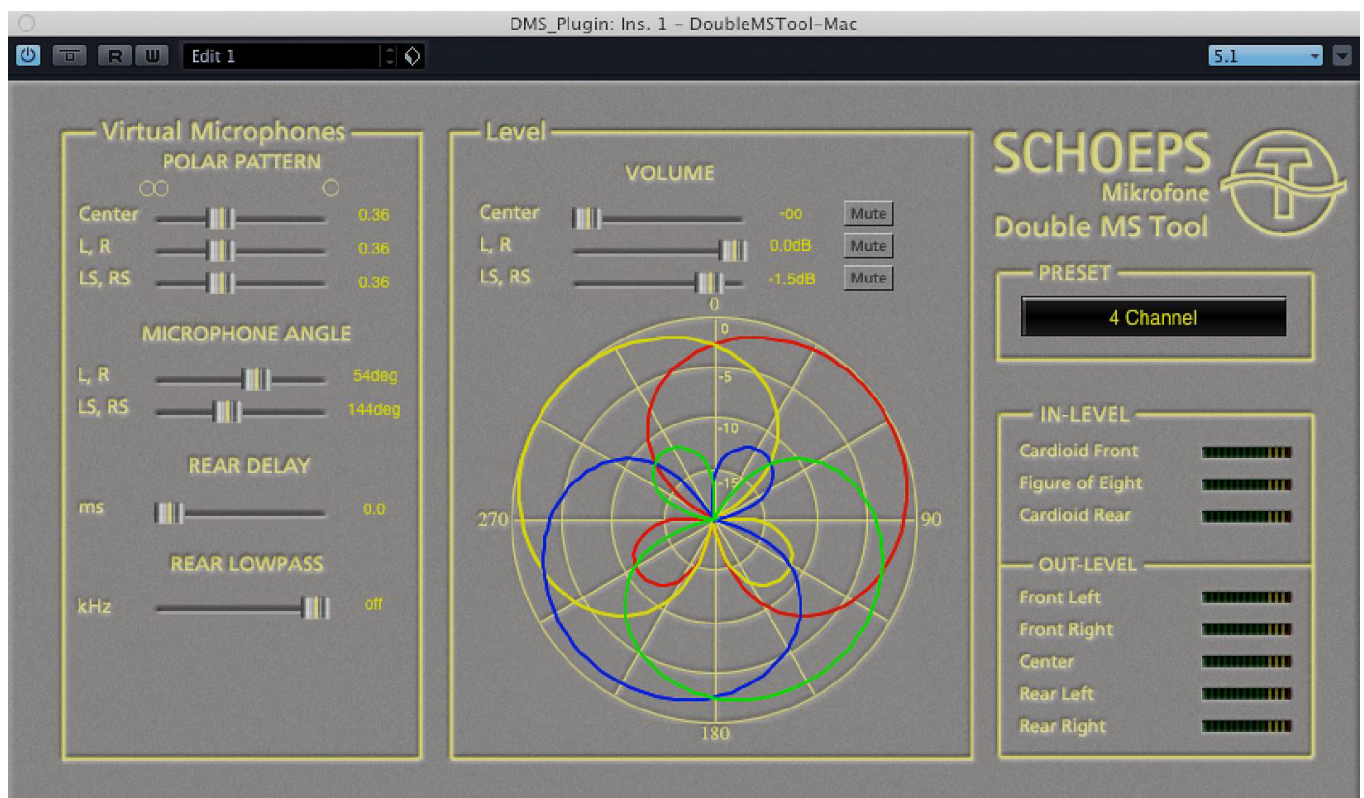 DMS_Plugin: Ins. 1 – DoubleMSTool-Mac
R W Edit 1 5.1
Virtual Microphones
POLAR PATTERN
Center 0.36
L, R 0.36
LS, RS 0.36
MICROPHONE ANGLE
L, R 54deg
LS, RS 144deg
REAR DELAY
ms 0.0
REAR LOWPASS
kHz off
Level
VOLUME
Center -oo Mute
L, R 0.0dB Mute
LS, RS -1.5dB Mute
0
0
-5
-10
-15
270 90
180
SCHOEPS
Mikrofone
Double MS Tool
PRESET
4 Channel
IN-LEVEL
Cardioid Front
Figure of Eight
Cardioid Rear
OUT-LEVEL
Front Left
Front Right
Center
Rear Left
Rear Right